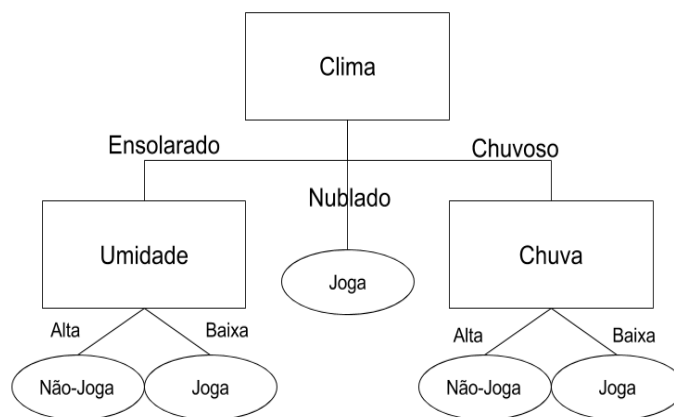 Clima
Ensolarado
Chuvoso
Nublado
Umidade
Chuva
Joga
Alta
Baixa
Alta
Baixa
Não-Joga
Joga
Não-Joga
Joga